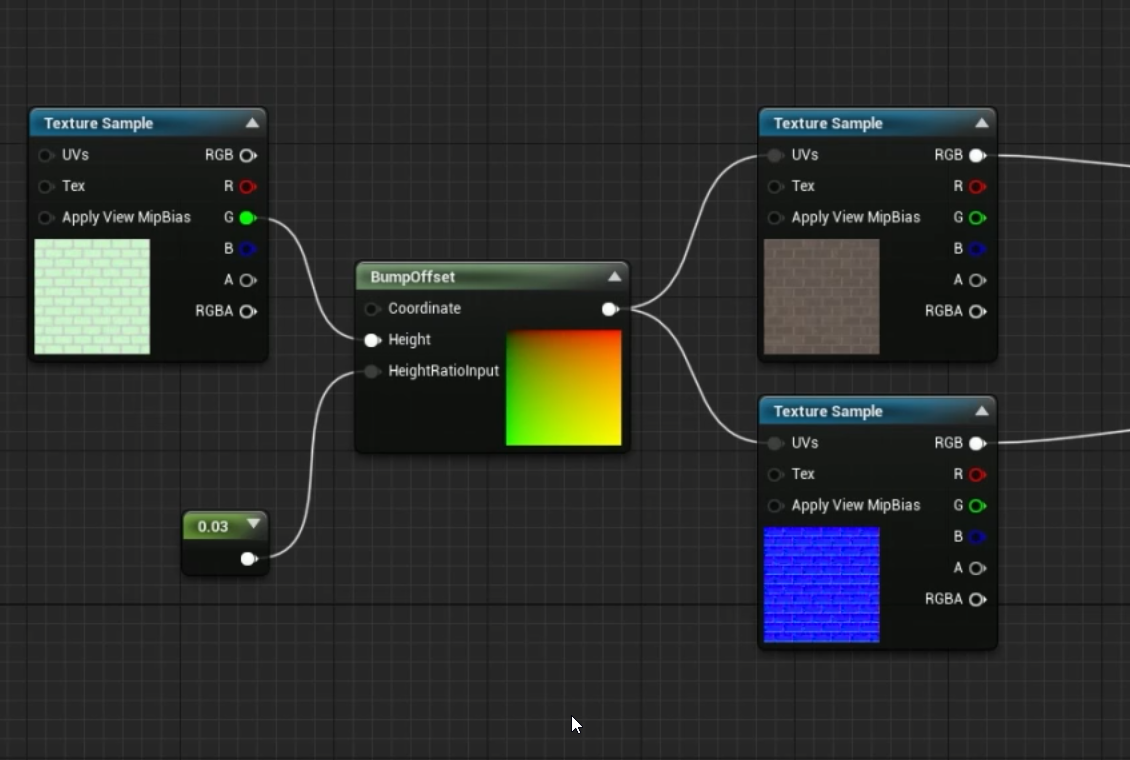 Texture Sample
UVs RGB
Tex R
Apply View MipBias G
B
A
RGBA
BumpOffset
Coordinate
Height
HeightRatioInput
0.03
Texture Sample
UVs RGB
Tex R
Apply View MipBias G
B
A
RGBA
Texture Sample
UVs RGB
Tex R
Apply View MipBias G
B
A
RGBA